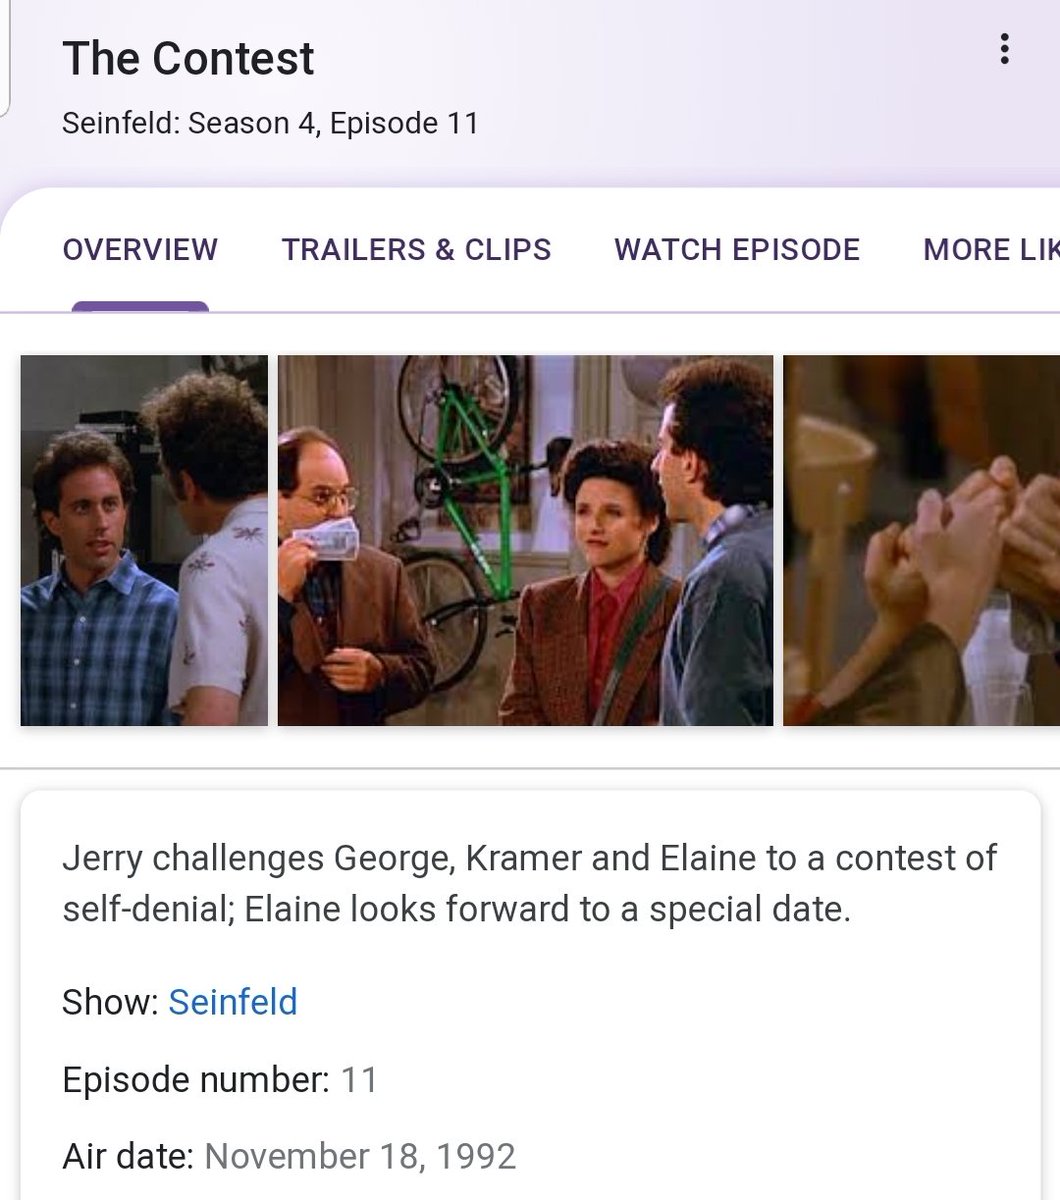 The Contest
Seinfeld: Season 4, Episode 11
OVERVIEW
TRAILERS & CLIPS
WATCH EPISODE
MORE LIK
Jerry challenges George, Kramer and Elaine to a contest of
self-denial; Elaine looks forward to a special date.
Show: Seinfeld
Episode number: 11
Air date: November 18, 1992